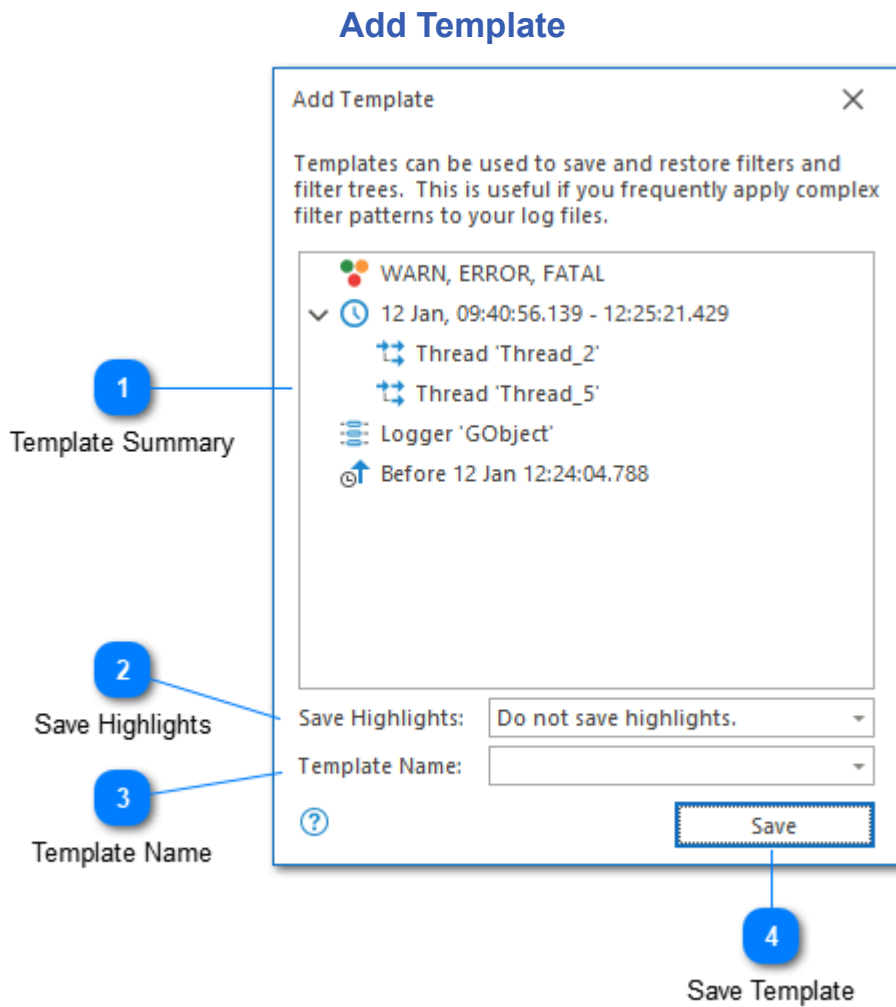 Add Template
Add Template
Templates can be used to save and restore filters and
filter trees.  This is useful if you frequently apply complex
filter patterns to your log files.
WARN, ERROR, FATAL
12 Jan, 09:40:56.139 - 12:25:21.429
Thread 'Thread_2'
Thread 'Thread_5'
Logger 'GObject'
Before 12 Jan 12:24:04.788
1
Template Summary
2
Save Highlights
Save Highlights: Do not save highlights.
Template Name:
3
Template Name
?
Save
4
Save Template